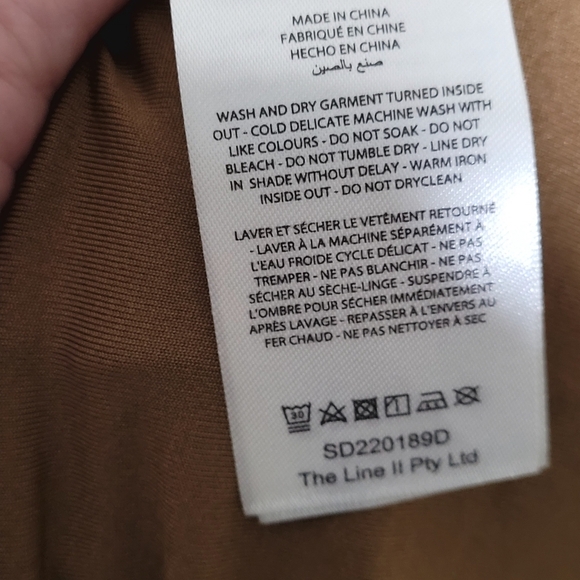 MADE IN CHINA
FABRIQUÉ EN CHINE
HECHO EN CHINA
صنع بالصين
WASH AND DRY GARMENT TURNED INSIDE
OUT - COLD DELICATE MACHINE WASH WITH
LIKE COLOURS - DO NOT SOAK - DO NOT
BLEACH - DO NOT TUMBLE DRY - LINE DRY
IN SHADE WITHOUT DELAY - WARM IRON
INSIDE OUT - DO NOT DRYCLEAN
LAVER ET SÉCHER LE VETÊMENT RETOURNÉ
- LAVER À LA MACHINE SÉPARÉMENT À
L'EAU FROIDE CYCLE DÉLICAT - NE PAS
TREMPER - NE PAS BLANCHIR - NE PAS
SÉCHER AU SÈCHE-LINGE - SUSPENDRE À
L'OMBRE POUR SÉCHER IMMÉDIATEMENT
APRÈS LAVAGE - REPASSER À L'ENVERS AU
FER CHAUD - NE PAS NETTOYER À SEC
30
SD220189D
The Line II Pty Ltd